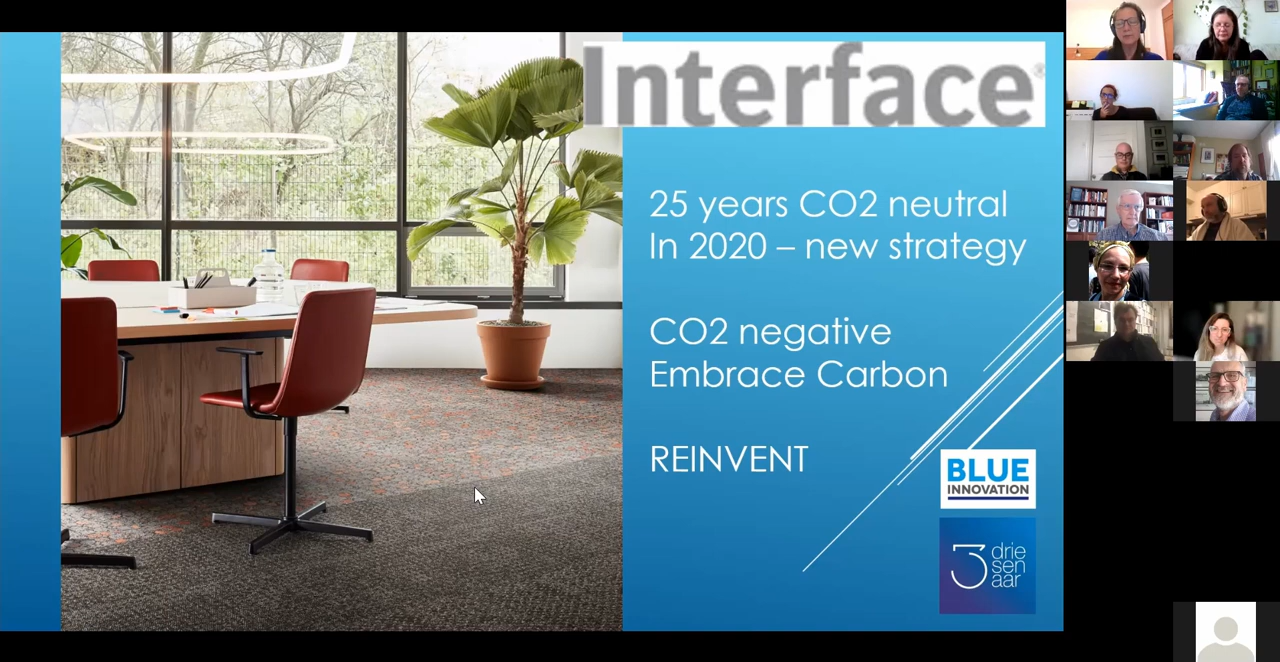 Interface®
25 years CO2 neutral
In 2020 – new strategy
CO2 negative
Embrace Carbon
REINVENT
BLUE
INNOVATION
3 drie
sen
aar